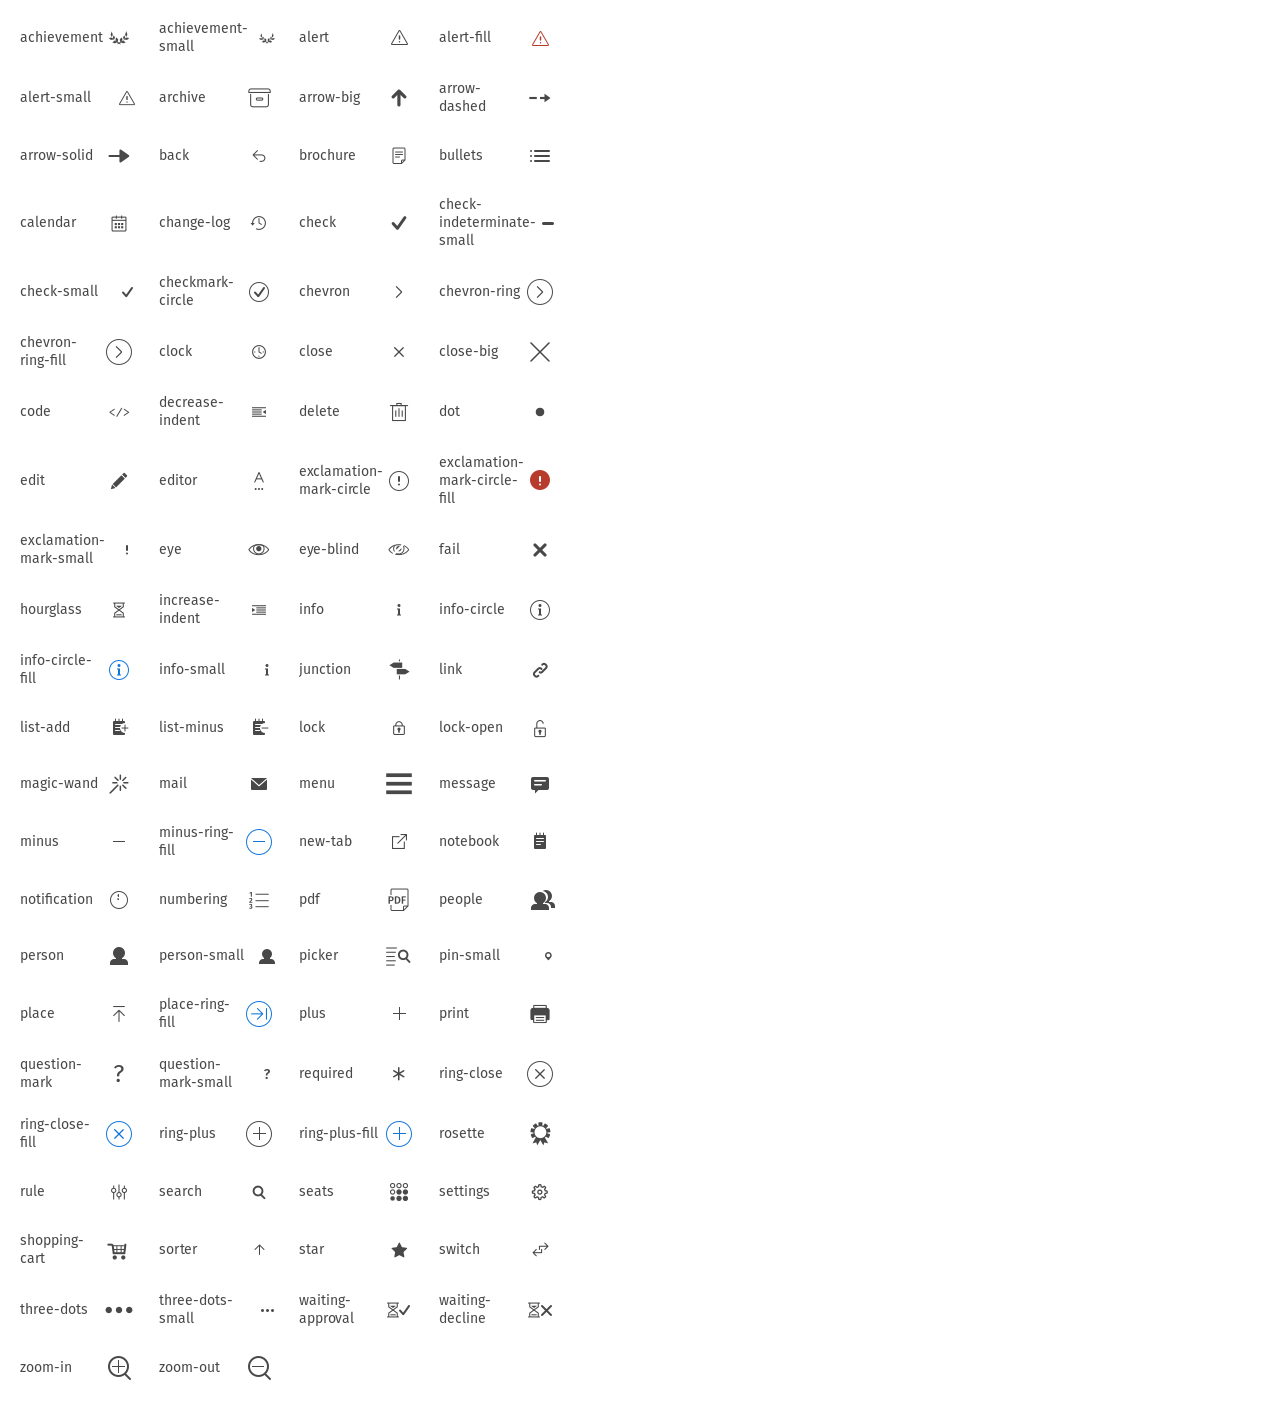 achievement
achievement-
small
alert
alert-fill
alert-small
archive
arrow-big
arrow-
dashed
arrow-solid
back
brochure
bullets
calendar
change-log
check
check-
indeterminate-
small
check-small
checkmark-
circle
chevron
chevron-ring
chevron-
ring-fill
clock
close
close-big
code
decrease-
indent
delete
dot
edit
editor
exclamation-
mark-circle
exclamation-
mark-circle-
fill
exclamation-
mark-small
eye
eye-blind
fail
hourglass
increase-
indent
info
info-circle
info-circle-
fill
info-small
junction
link
list-add
list-minus
lock
lock-open
magic-wand
mail
menu
message
minus
minus-ring-
fill
new-tab
notebook
notification
numbering
1
2
3
pdf
PDF
people
person
person-small
picker
pin-small
place
place-ring-
fill
plus
print
question-
mark
?
question-
mark-small
?
required
ring-close
ring-close-
fill
ring-plus
ring-plus-fill
rosette
rule
search
seats
settings
shopping-
cart
sorter
star
switch
three-dots
three-dots-
small
waiting-
approval
waiting-
decline
zoom-in
zoom-out